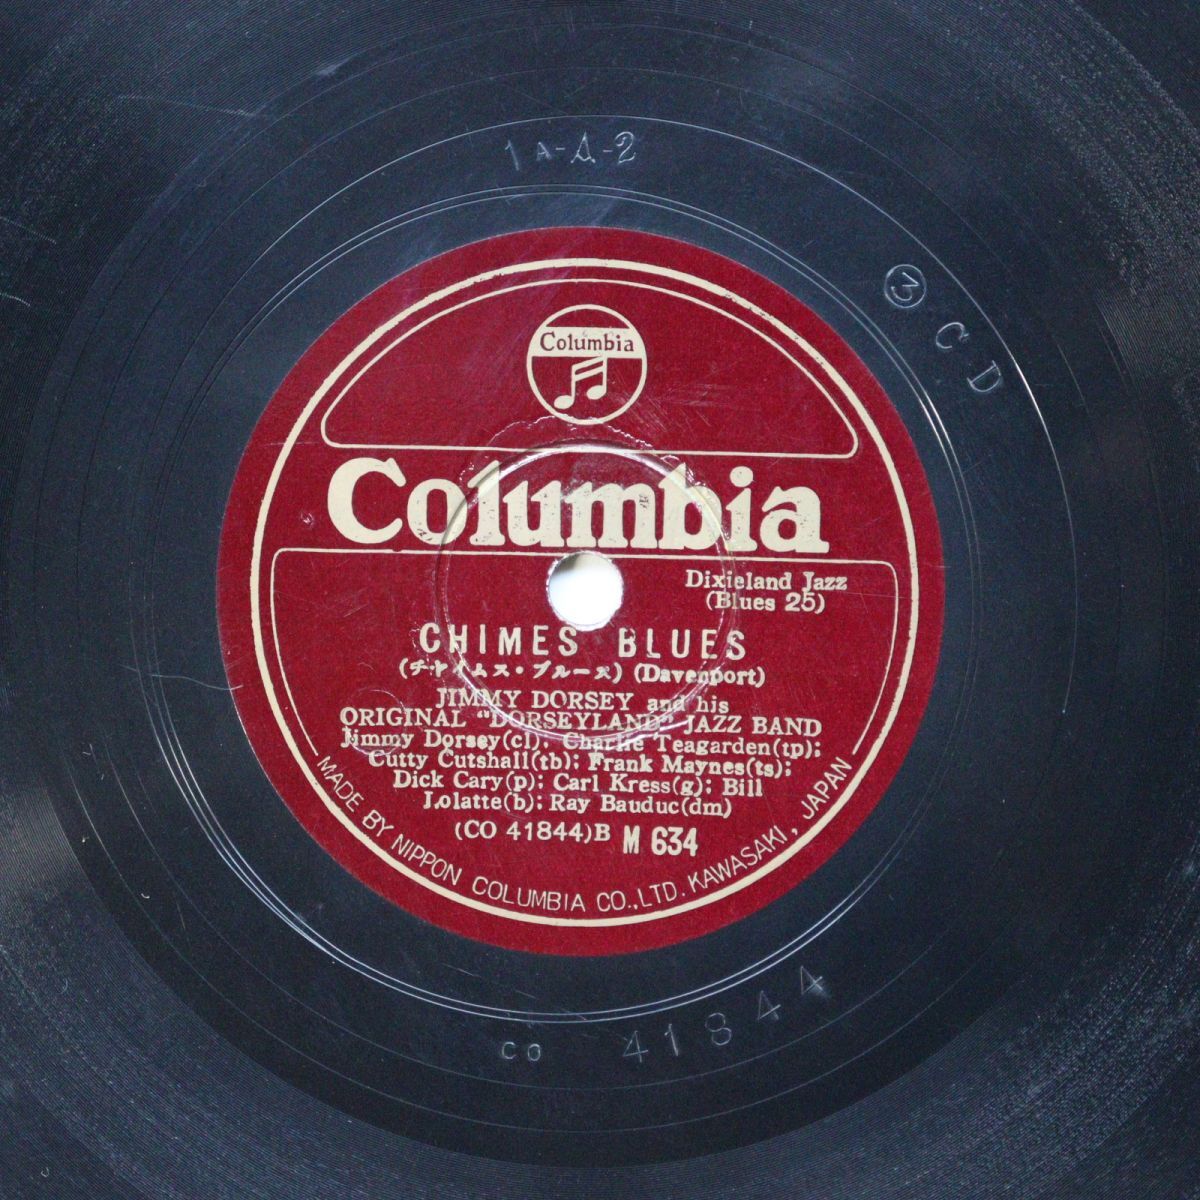 1A-A-2
3 C D
Columbia
Columbia
Dixieland Jazz
(Blues 25)
CHIMES BLUES
(チャイムス・ブルース) (Davenport)
JIMMY DORSEY and his
ORIGINAL "DORSEYLAND" JAZZ BAND
Jimmy Dorsey(cl); Charlie Teagarden(tp);
Cutty Cutshall(tb); Frank Maynes(ts);
Dick Cary(p); Carl Kress(g); Bill
Lolatte(b); Ray Bauduc(dm)
(CO 41844)B M 634
MADE BY NIPPON COLUMBIA CO.,LTD. KAWASAKI, JAPAN
CO 41844